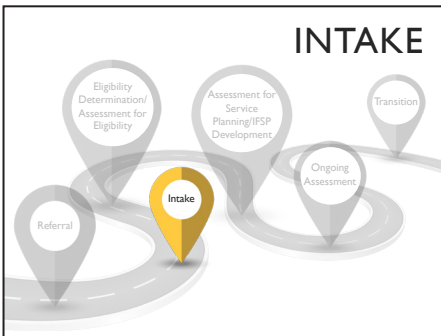 INTAKE
Eligibility
Determination/
Assessment for
Eligibility
Assessment for
Service
Planning/IFSP
Development
Transition
Ongoing
Assessment
Intake
Referral